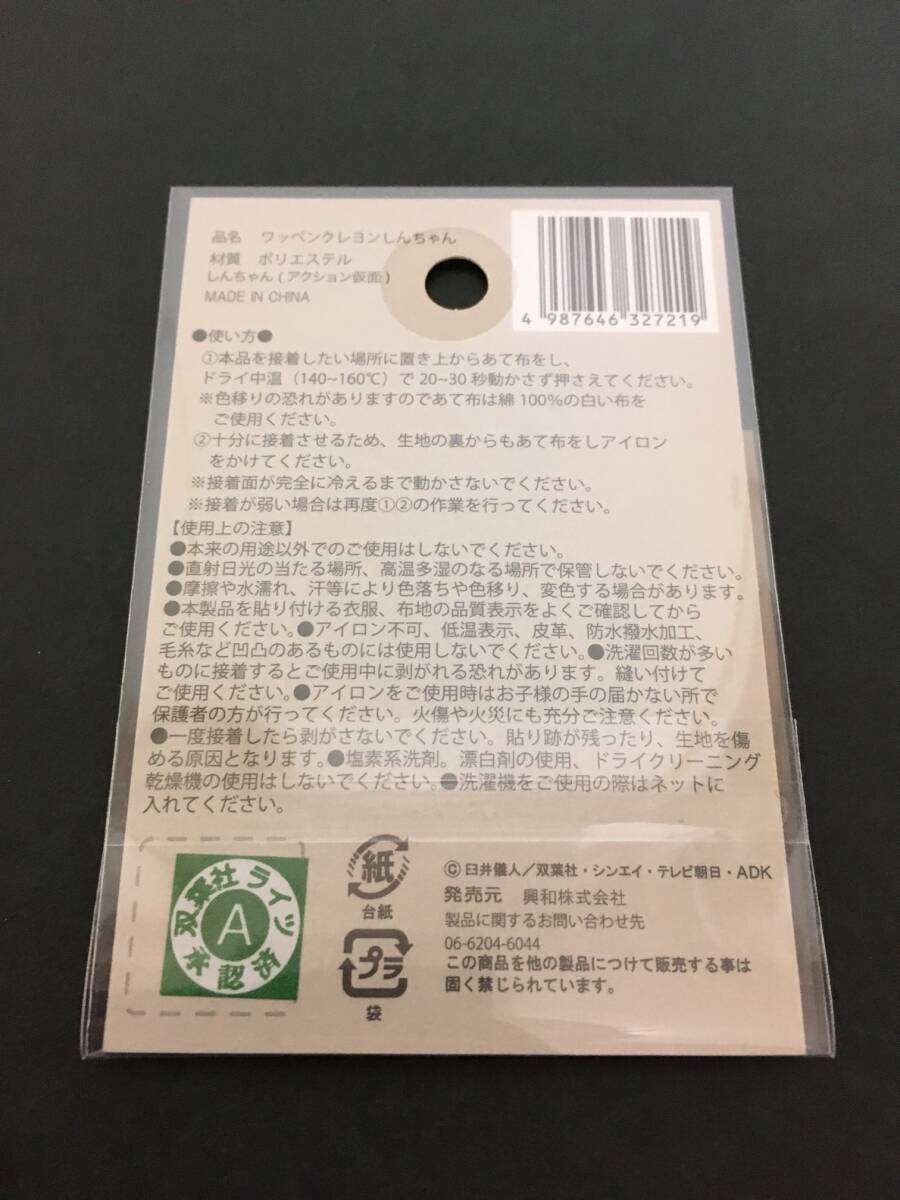 品名　ワッペンクレヨンしんちゃん
材質　ポリエステル
しんちゃん(アクション仮面)
MADE IN CHINA
4 987646 327219
●使い方●
①本品を接着したい場所に置き上からあて布をし、
ドライ中温（140~160℃）で 20~30 秒動かさず押さえてください。
※色移りの恐れがありますのであて布は綿 100%の白い布を
ご使用ください。
②十分に接着させるため、生地の裏からもあて布をしアイロン
をかけてください。
※接着面が完全に冷えるまで動かさないでください。
※接着が弱い場合は再度①②の作業を行ってください。
【使用上の注意】
●本来の用途以外でのご使用はしないでください。
●直射日光の当たる場所、高温多湿のなる場所で保管しないでください。
●摩擦や水濡れ、汗等により色落ちや色移り、変色する場合があります。
●本製品を貼り付ける衣服、布地の品質表示をよくご確認してから
ご使用ください。●アイロン不可、低温表示、皮革、防水撥水加工、
毛糸など凹凸のあるものには使用しないでください。●洗濯回数が多い
ものに接着するとご使用中に剥がれる恐れがあります。縫い付けて
ご使用ください。●アイロンをご使用時はお子様の手の届かない所で
保護者の方が行ってください。火傷や火災にも充分ご注意ください。
●一度接着したら剥がさないでください。貼り跡が残ったり、生地を傷
める原因となります。●塩素系洗剤。漂白剤の使用、ドライクリーニング
乾燥機の使用はしないでください。●洗濯機をご使用の際はネットに
入れてください。
双葉社ライツ
A
承認済
紙
台紙
プラ
袋
© 臼井儀人／双葉社・シンエイ・テレビ朝日・ADK
発売元　興和株式会社
製品に関するお問い合わせ先
06-6204-6044
この商品を他の製品につけて販売する事は
固く禁じられています。